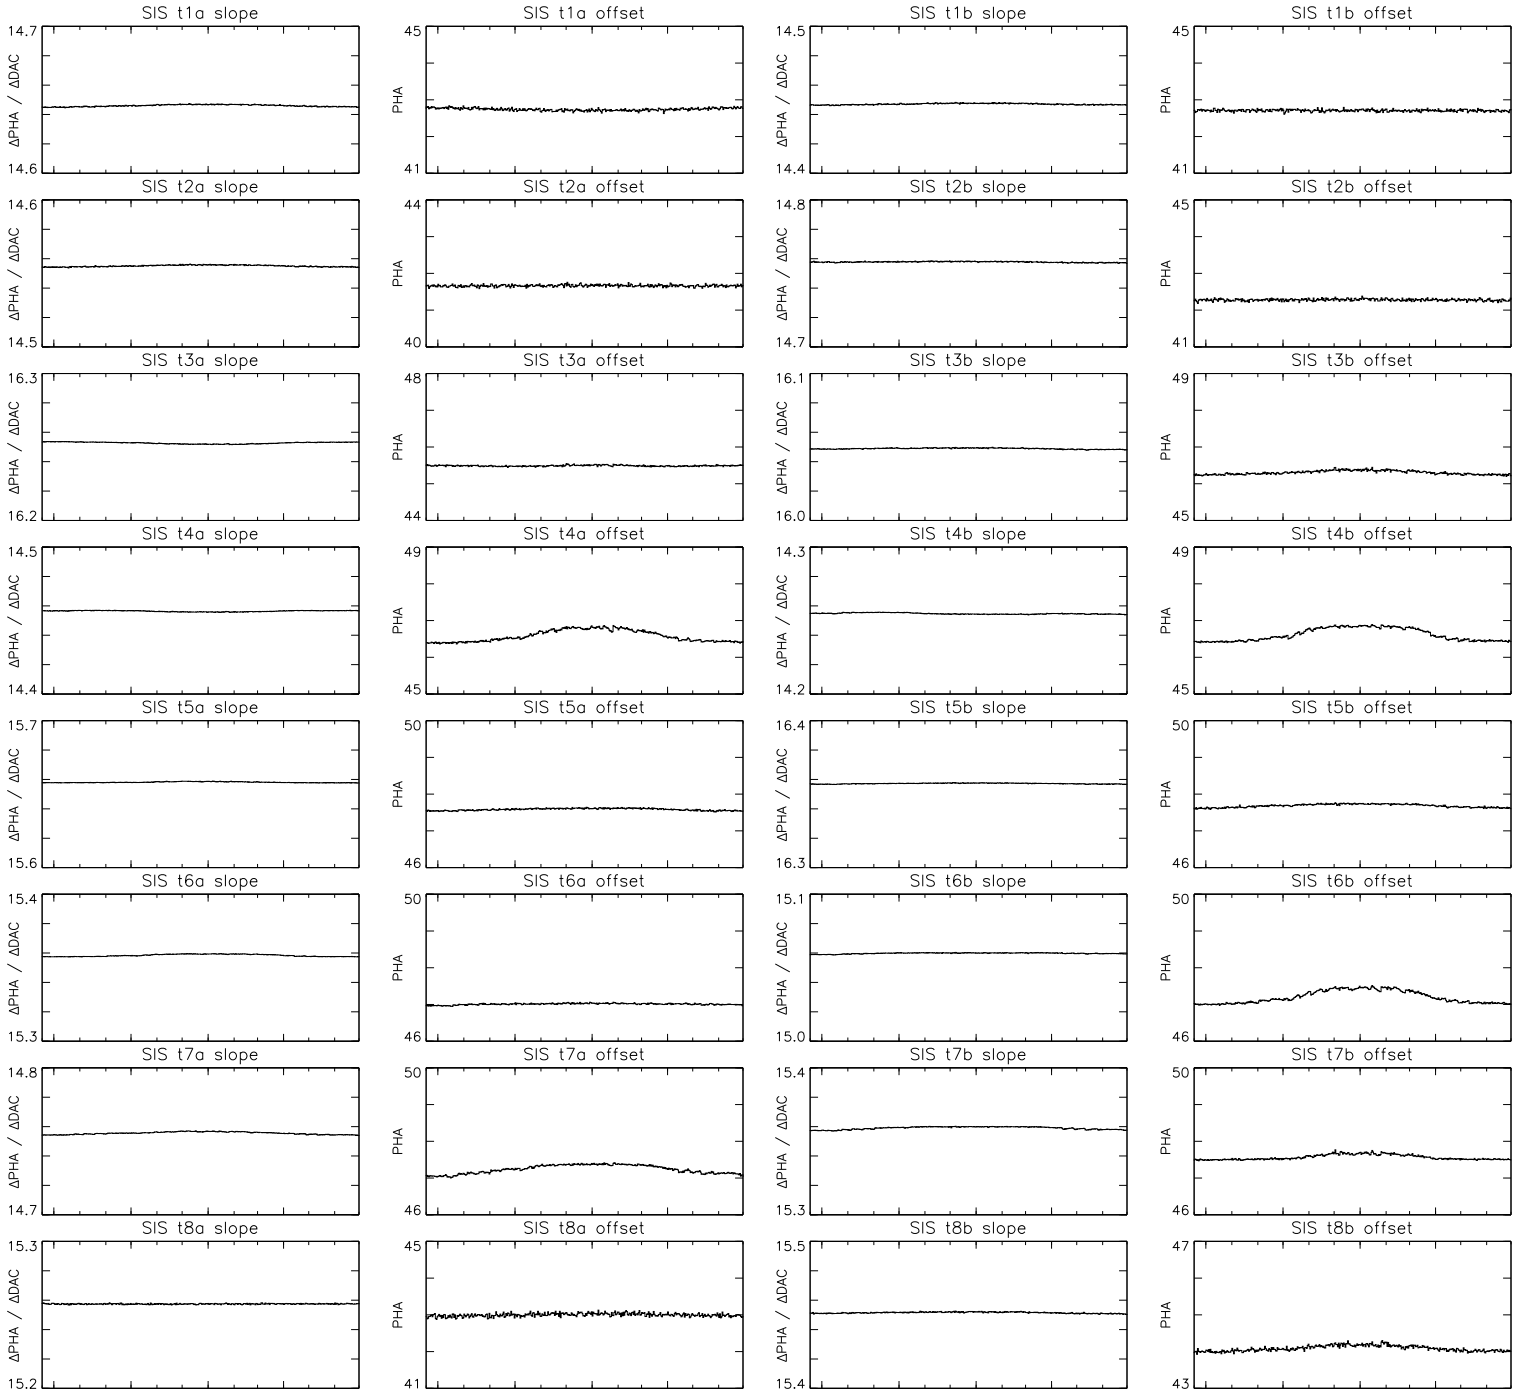 SIS t1a slope SIS t1a offset SIS t1b slope SIS t1b offset
14.7 45 14.5 45
ΔPHA / ΔDAC PHA ΔPHA / ΔDAC PHA
14.6 41 14.4 41
SIS t2a slope SIS t2a offset SIS t2b slope SIS t2b offset
14.6 44 14.8 45
ΔPHA / ΔDAC PHA ΔPHA / ΔDAC PHA
14.5 40 14.7 41
SIS t3a slope SIS t3a offset SIS t3b slope SIS t3b offset
16.3 48 16.1 49
ΔPHA / ΔDAC PHA ΔPHA / ΔDAC PHA
16.2 44 16.0 45
SIS t4a slope SIS t4a offset SIS t4b slope SIS t4b offset
14.5 49 14.3 49
ΔPHA / ΔDAC PHA ΔPHA / ΔDAC PHA
14.4 45 14.2 45
SIS t5a slope SIS t5a offset SIS t5b slope SIS t5b offset
15.7 50 16.4 50
ΔPHA / ΔDAC PHA ΔPHA / ΔDAC PHA
15.6 46 16.3 46
SIS t6a slope SIS t6a offset SIS t6b slope SIS t6b offset
15.4 50 15.1 50
ΔPHA / ΔDAC PHA ΔPHA / ΔDAC PHA
15.3 46 15.0 46
SIS t7a slope SIS t7a offset SIS t7b slope SIS t7b offset
14.8 50 15.4 50
ΔPHA / ΔDAC PHA ΔPHA / ΔDAC PHA
14.7 46 15.3 46
SIS t8a slope SIS t8a offset SIS t8b slope SIS t8b offset
15.3 45 15.5 47
ΔPHA / ΔDAC PHA ΔPHA / ΔDAC PHA
15.2 41 15.4 43